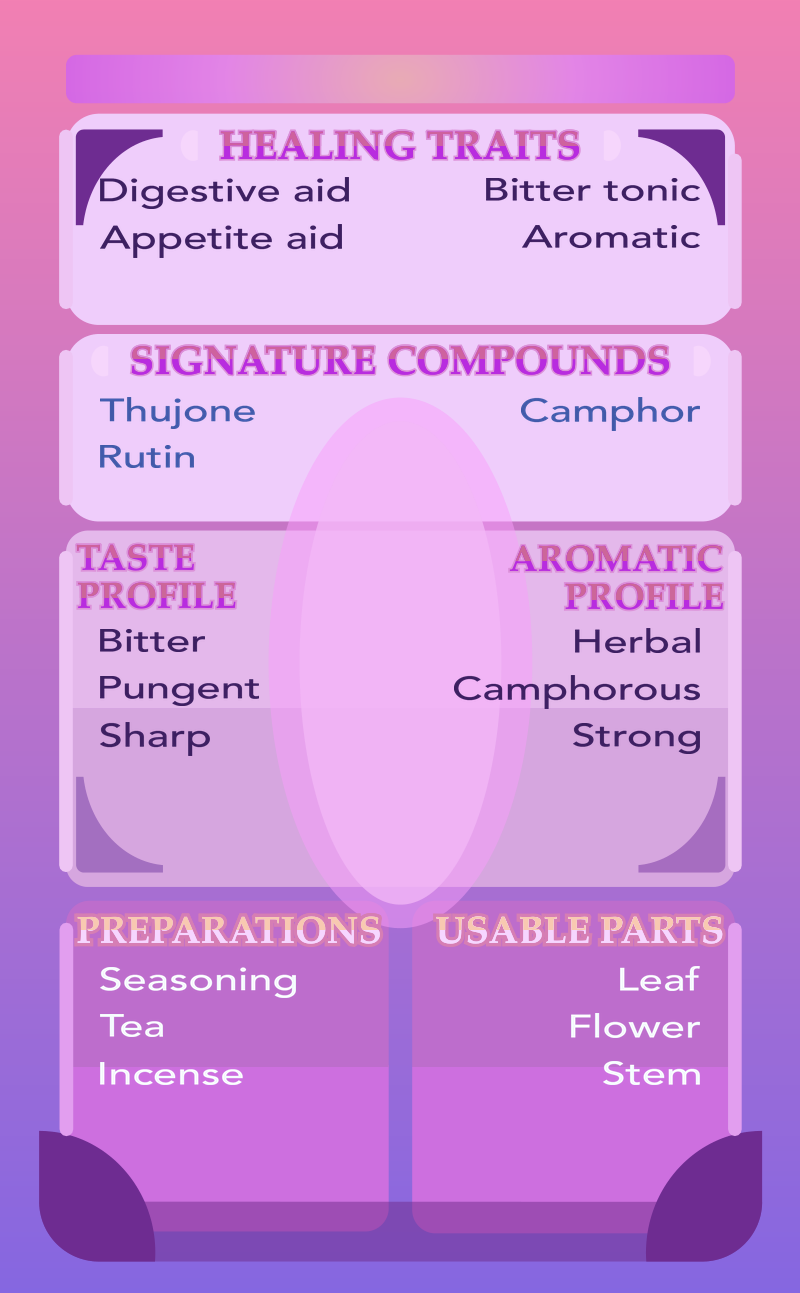 HEALING TRAITS
Digestive aid
Appetite aid
Bitter tonic
Aromatic
SIGNATURE COMPOUNDS
Thujone
Rutin
Camphor
TASTE
PROFILE
Bitter
Pungent
Sharp
AROMATIC
PROFILE
Herbal
Camphorous
Strong
PREPARATIONS
Seasoning
Tea
Incense
USABLE PARTS
Leaf
Flower
Stem